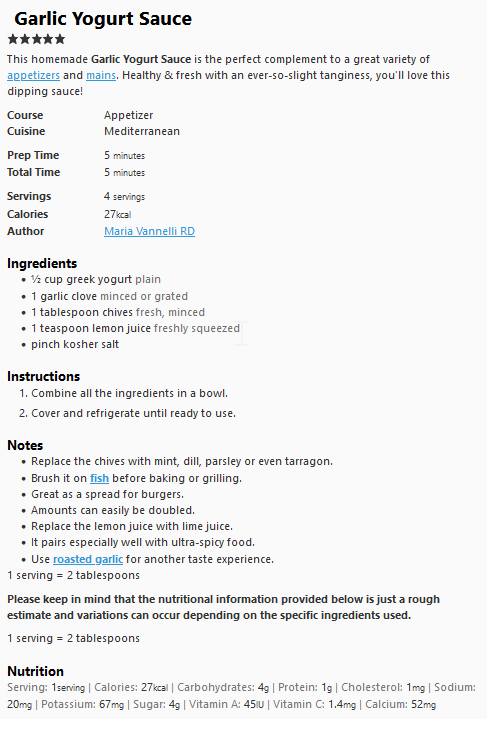 Garlic Yogurt Sauce
★★★★★
This homemade Garlic Yogurt Sauce is the perfect complement to a great variety of
appetizers and mains. Healthy & fresh with an ever-so-slight tanginess, you'll love this
dipping sauce!
Course Appetizer
Cuisine Mediterranean
Prep Time 5 minutes
Total Time 5 minutes
Servings 4 servings
Calories 27kcal
Author Maria Vannelli RD
Ingredients
• ½ cup greek yogurt plain
• 1 garlic clove minced or grated
• 1 tablespoon chives fresh, minced
• 1 teaspoon lemon juice freshly squeezed
• pinch kosher salt
Instructions
1. Combine all the ingredients in a bowl.
2. Cover and refrigerate until ready to use.
Notes
• Replace the chives with mint, dill, parsley or even tarragon.
• Brush it on fish before baking or grilling.
• Great as a spread for burgers.
• Amounts can easily be doubled.
• Replace the lemon juice with lime juice.
• It pairs especially well with ultra-spicy food.
• Use roasted garlic for another taste experience.
1 serving = 2 tablespoons
Please keep in mind that the nutritional information provided below is just a rough
estimate and variations can occur depending on the specific ingredients used.
1 serving = 2 tablespoons
Nutrition
Serving: 1serving | Calories: 27kcal | Carbohydrates: 4g | Protein: 1g | Cholesterol: 1mg | Sodium:
20mg | Potassium: 67mg | Sugar: 4g | Vitamin A: 45IU | Vitamin C: 1.4mg | Calcium: 52mg